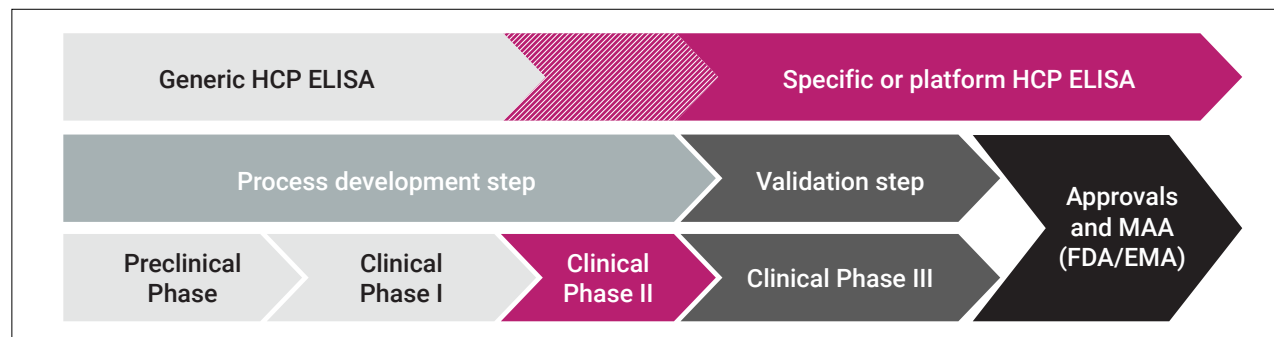 Generic HCP ELISA
Specific or platform HCP ELISA
Process development step
Validation step
Approvals
and MAA
(FDA/EMA)
Preclinical
Phase
Clinical
Phase I
Clinical
Phase II
Clinical Phase III